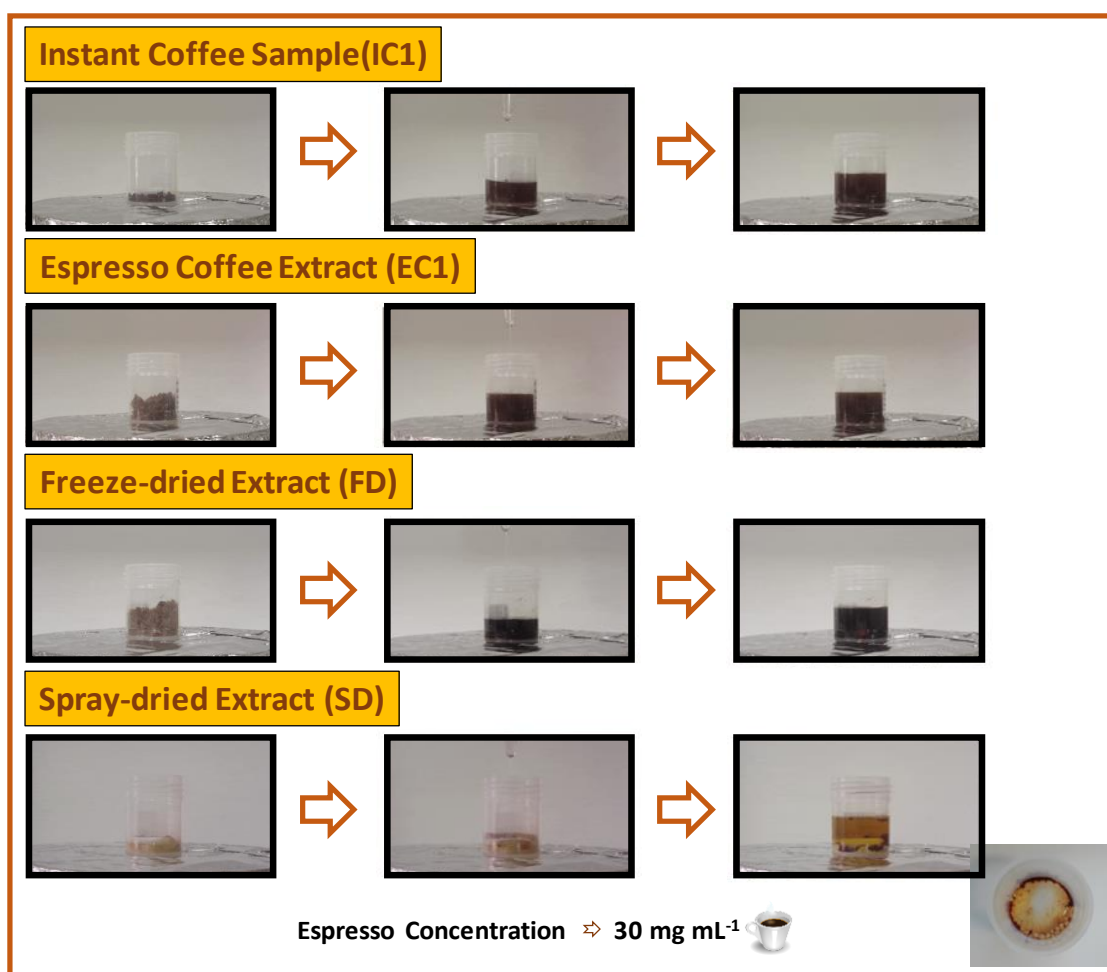 Instant Coffee Sample(IC1)
Espresso Coffee Extract (EC1)
Freeze-dried Extract (FD)
Spray-dried Extract (SD)
Espresso Concentration ⇨ 30 mg mL⁻¹